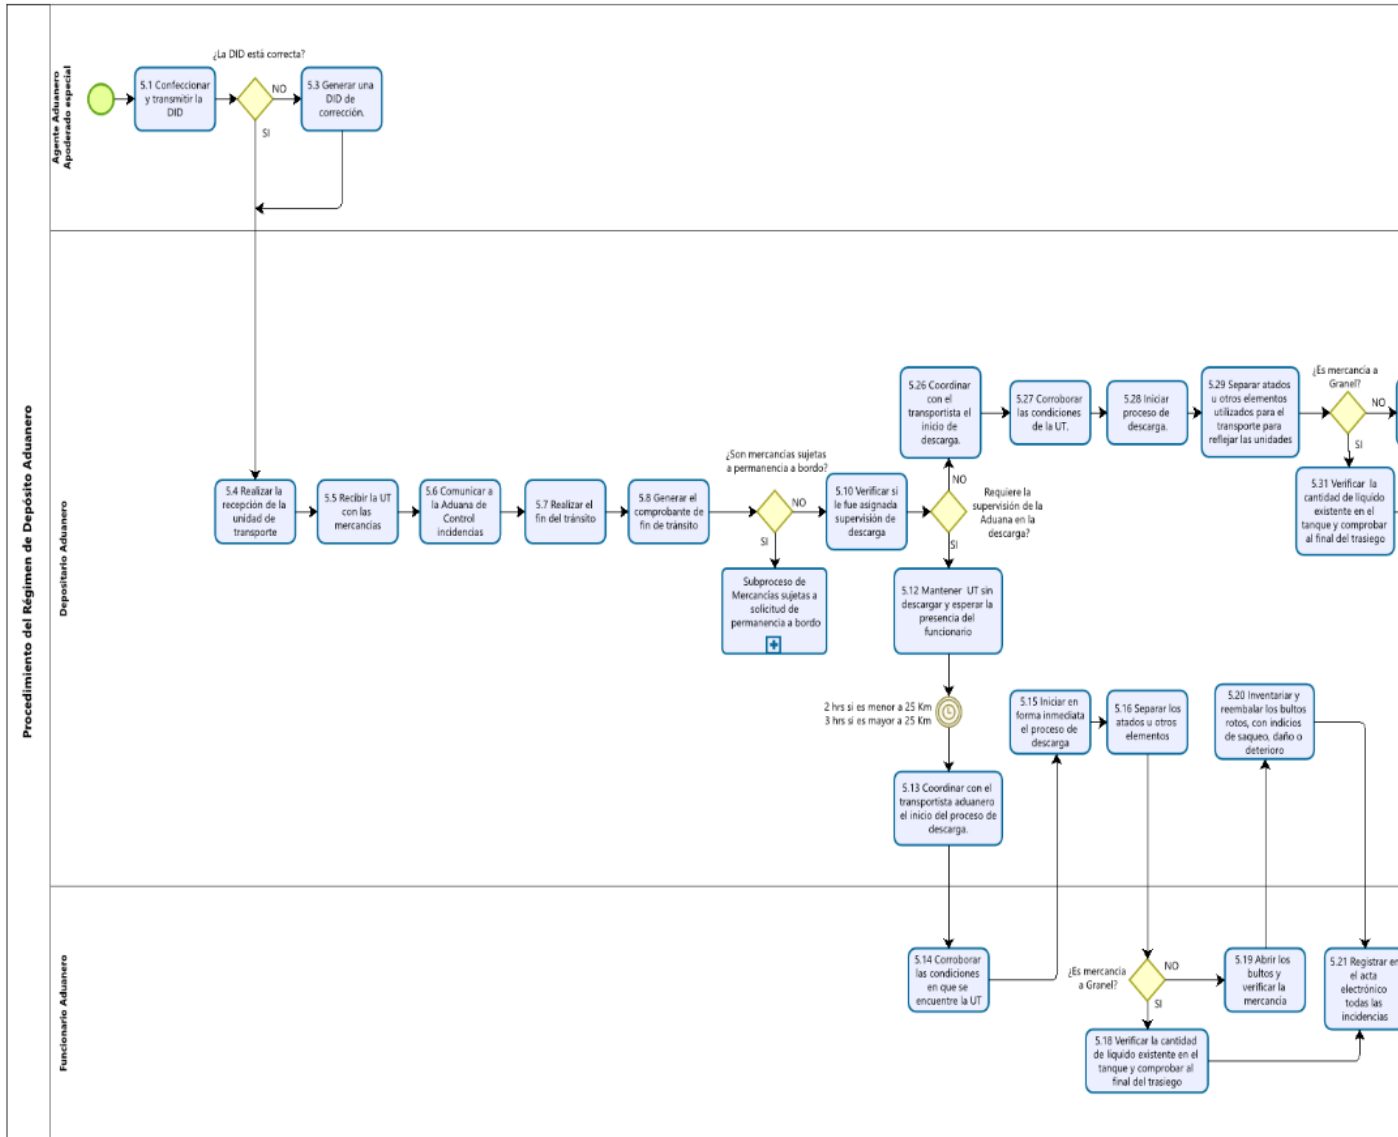 Procedimiento del Régimen de Depósito Aduanero
Agente Aduanero
Apoderado especial
¿La DID está correcta?
5.1 Confeccionar
y transmitir la
DID
NO
SI
5.3 Generar una
DID de
corrección.
Depositario Aduanero
5.4 Realizar la
recepción de la
unidad de
transporte
5.5 Recibir la UT
con las
mercancías
5.6 Comunicar a
la Aduana de
Control
incidencias
5.7 Realizar el
fin del tránsito
5.8 Generar el
comprobante de
fin de tránsito
¿Son mercancías sujetas
a permanencia a bordo?
NO
SI
Subproceso de
Mercancías sujetas a
solicitud de
permanencia a bordo
5.10 Verificar si
le fue asignada
supervisión de
descarga
Requiere la
supervisión de la
Aduana en la
descarga?
NO
SI
5.26 Coordinar
con el
transportista el
inicio de
descarga.
5.27 Corroborar
las condiciones
de la UT.
5.28 Iniciar
proceso de
descarga.
5.29 Separar atados
u otros elementos
utilizados para el
transporte para
reflejar las unidades
¿Es mercancía a
Granel?
NO
SI
5.31 Verificar la
cantidad de líquido
existente en el
tanque y comprobar
al final del trasiego
5.12 Mantener UT sin
descargar y esperar la
presencia del
funcionario
2 hrs si es menor a 25 Km
3 hrs si es mayor a 25 Km
5.13 Coordinar con el
transportista aduanero
el inicio del proceso de
descarga.
5.15 Iniciar en
forma inmediata
el proceso de
descarga
5.16 Separar los
atados u otros
elementos
5.20 Inventariar y
reembalar los bultos
rotos, con indicios
de saqueo, daño o
deterioro
Funcionario Aduanero
5.14 Corroborar
las condiciones
en que se
encuentre la UT
¿Es mercancía
a Granel?
NO
SI
5.19 Abrir los
bultos y
verificar la
mercancia
5.21 Registrar en
el acta
electrónico
todas las
incidencias
5.18 Verificar la cantidad
de líquido existente en el
tanque y comprobar al
final del trasiego